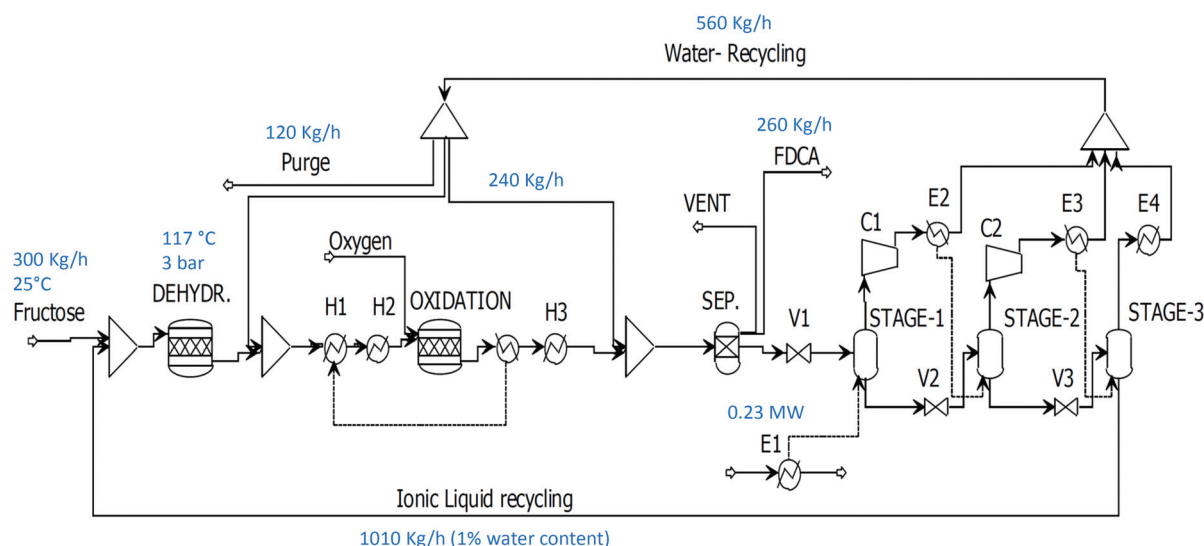 560 Kg/h
Water- Recycling
120 Kg/h
Purge
240 Kg/h
260 Kg/h
FDCA
VENT
C1
E2
C2
E3
E4
300 Kg/h
25°C
Fructose
117 °C
3 bar
DEHYDR.
Oxygen
H1
H2
OXIDATION
H3
SEP.
V1
STAGE-1
STAGE-2
STAGE-3
V2
V3
0.23 MW
E1
Ionic Liquid recycling
1010 Kg/h (1% water content)